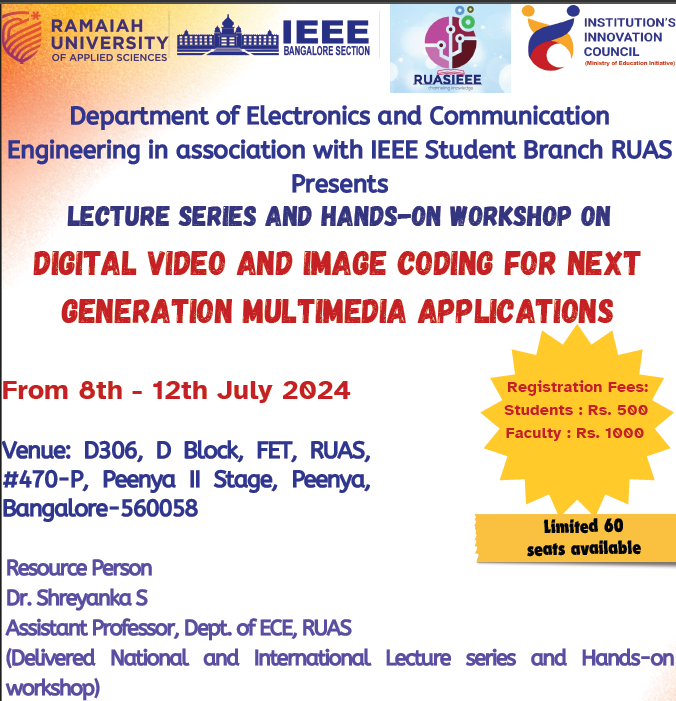 RAMAIAH
UNIVERSITY
OF APPLIED SCIENCES
IEEE
BANGALORE SECTION
RUASIEEE
INSTITUTION'S
INNOVATION
COUNCIL
(Ministry of Education Initiative)
Department of Electronics and Communication
Engineering in association with IEEE Student Branch RUAS
Presents
LECTURE SERIES AND HANDS-ON WORKSHOP ON
DIGITAL VIDEO AND IMAGE CODING FOR NEXT
GENERATION MULTIMEDIA APPLICATIONS
From 8th - 12th July 2024
Registration Fees:
Students : Rs. 500
Faculty : Rs. 1000
Venue: D306, D Block, FET, RUAS,
#470-P, Peenya II Stage, Peenya,
Bangalore-560058
Limited 60
seats available
Resource Person
Dr. Shreyanka S
Assistant Professor, Dept. of ECE, RUAS
(Delivered National and International Lecture series and Hands-on
workshop)